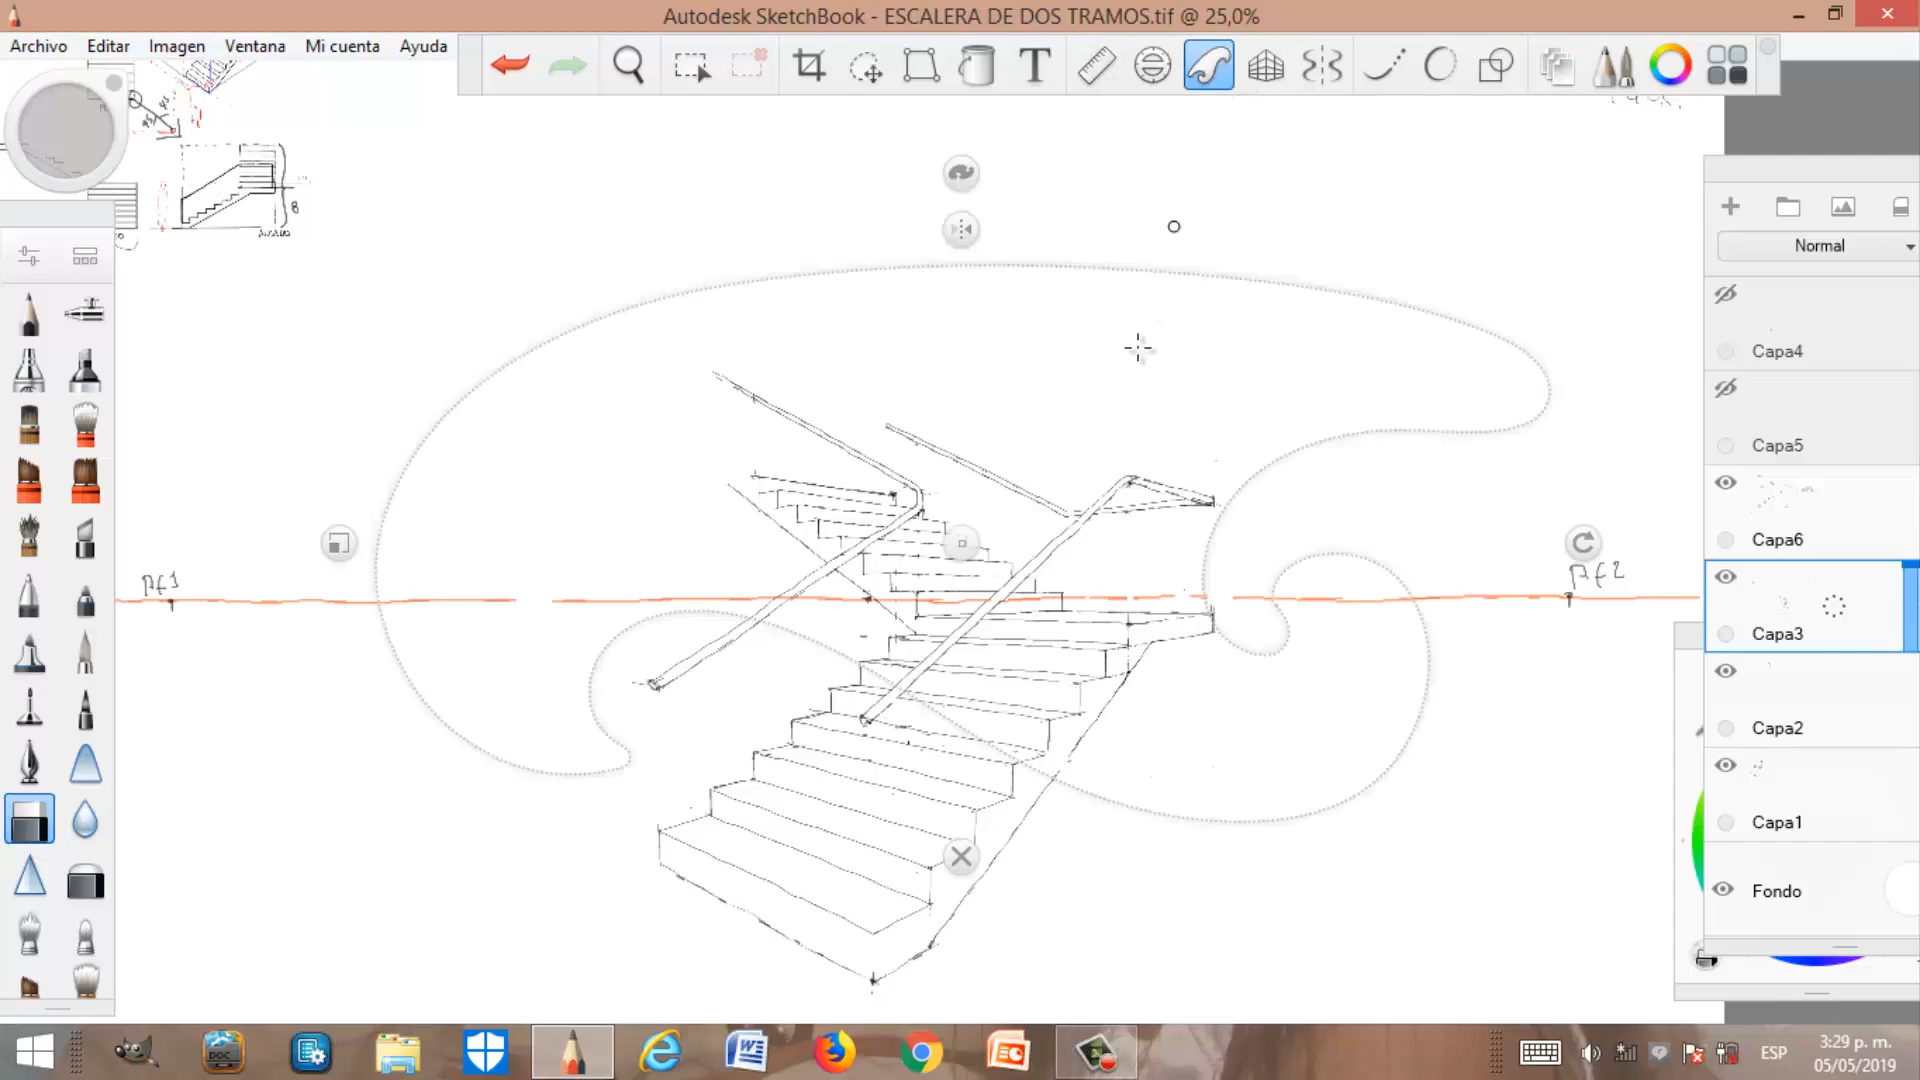 Autodesk SketchBook - ESCALERA DE DOS TRAMOS.tif @ 25,0%
Archivo Editar Imagen Ventana Mi cuenta Ayuda
Normal
Capa4
Capa5
Capa6
Capa3
Capa2
Capa1
Fondo
B
Pf1
Pf2
ESP
3:29 p. m.
05/05/2019